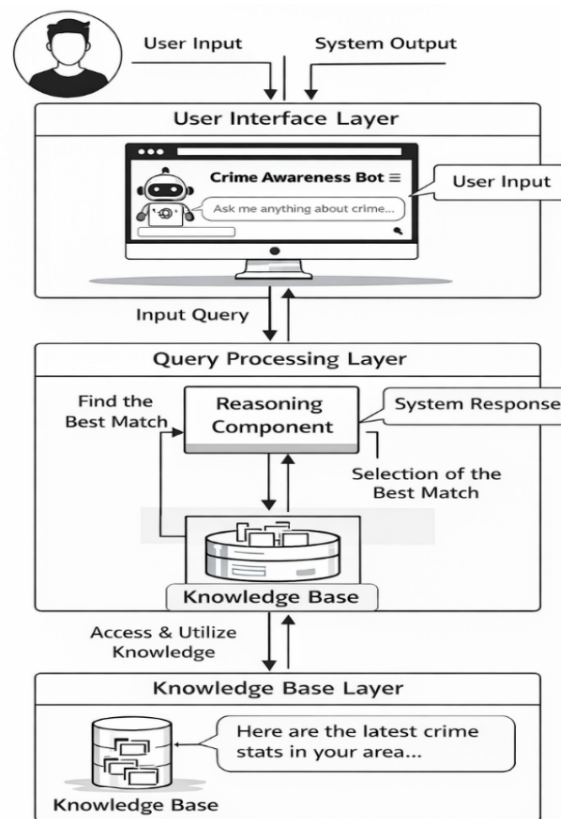 User Input
System Output
User Interface Layer
Crime Awareness Bot
Ask me anything about crime...
User Input
Input Query
Query Processing Layer
Find the
Best Match
Reasoning
Component
System Response
Selection of the
Best Match
Knowledge Base
Access & Utilize
Knowledge
Knowledge Base Layer
Here are the latest crime
stats in your area...
Knowledge Base